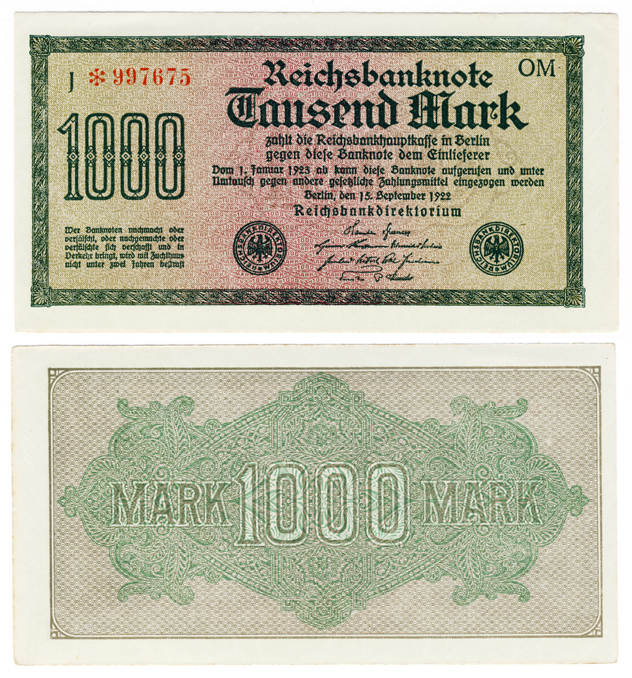 J *997675
Reichsbanknote
OM
Tausend Mark
1000
zahlt die Reichsbankhauptkasse in Berlin
gegen diese Banknote dem Einlieferer
Vom 1. Januar 1923 ab kann diese Banknote aufgerufen und unter
Umtausch gegen andere gesetzliche Zahlungsmittel eingezogen werden
Berlin, den 15. September 1922
Reichsbankdirektorium
Wer Banknoten nachmacht oder
verfälscht, oder nachgemachte oder
verfälschte sich verschafft und in
Verkehr bringt, wird mit Zuchthaus
nicht unter zwei Jahren bestraft
REICHSBANKDIREKTORIUM
REICHSBANKDIREKTORIUM
MARK 1000 MARK